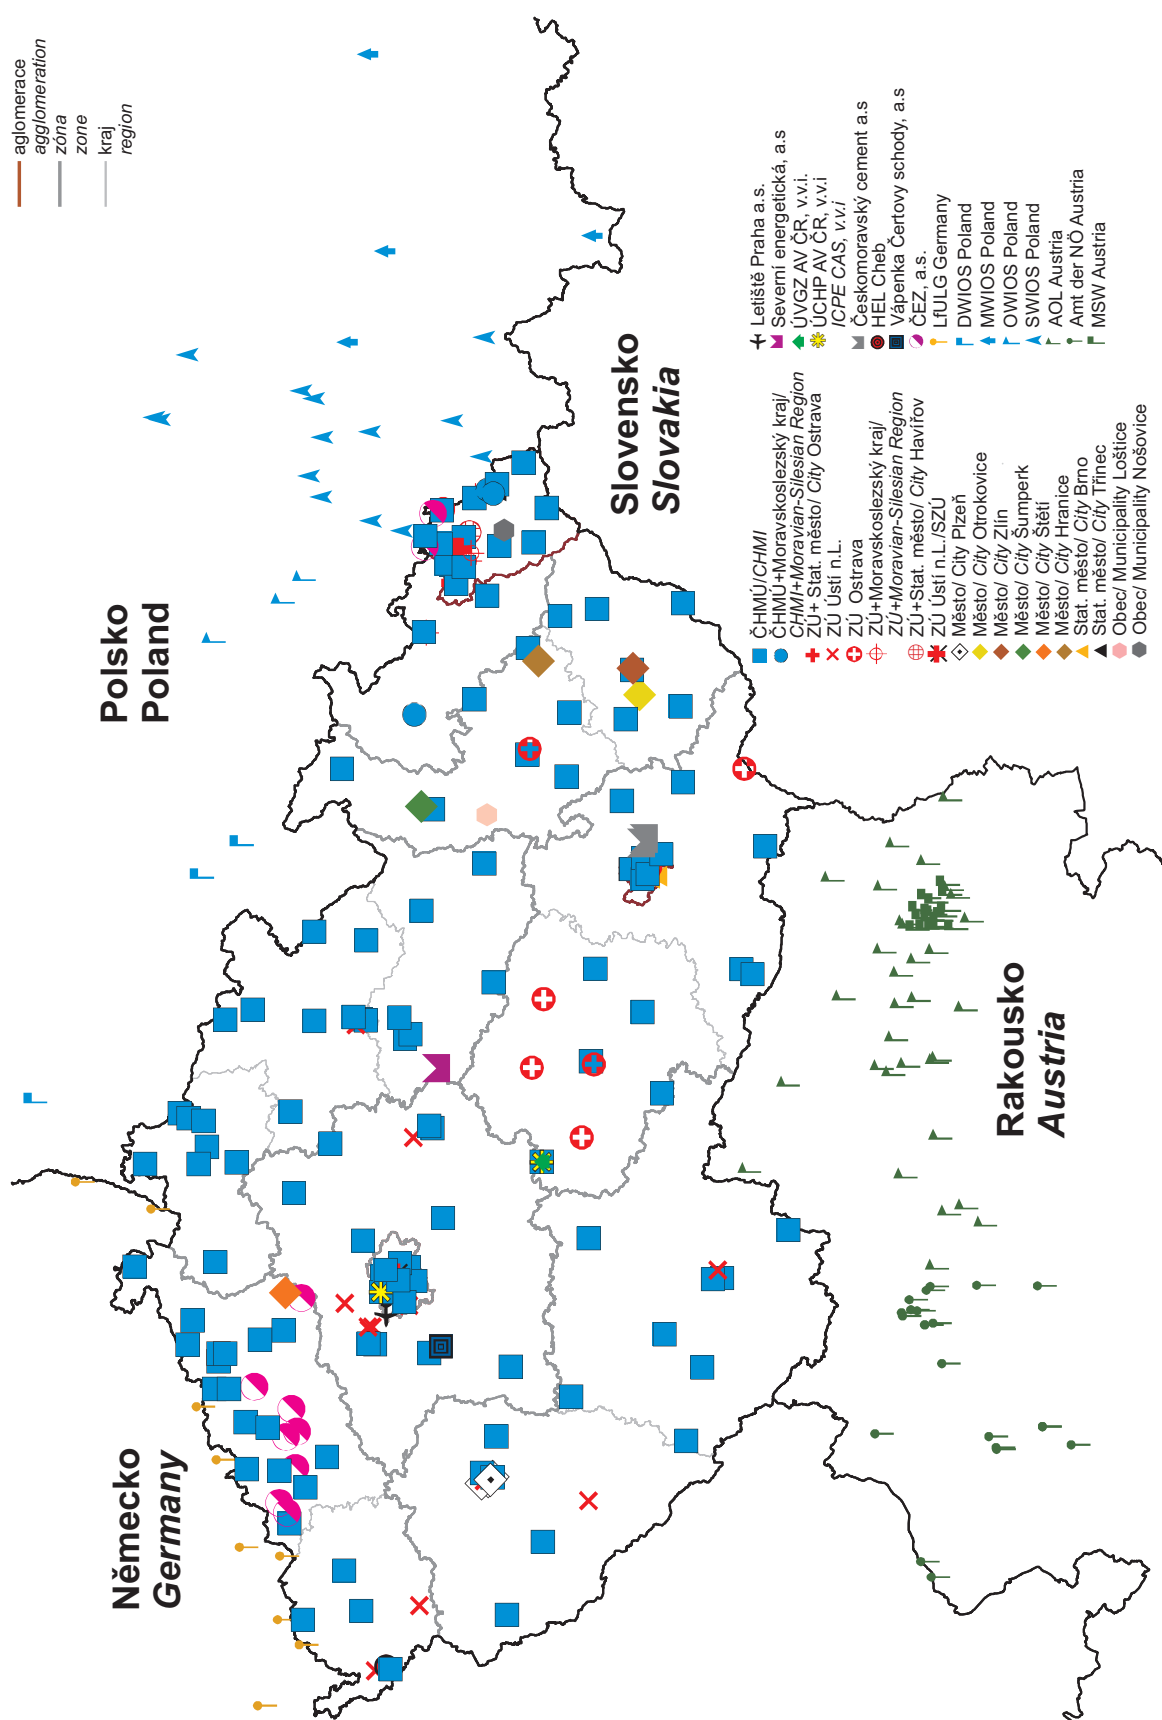 aglomerace
agglomeration
zóna
zone
kraj
region
Polsko
Poland
Německo
Germany
Slovensko
Slovakia
Rakousko
Austria
ČHMÚ/CHMI
ČHMÚ+Moravskoslezský kraj/
CHMI+Moravian-Silesian Region
ZÚ+ Stat. město/ City Ostrava
ZÚ Ústí n.L.
ZÚ Ostrava
ZÚ+Moravskoslezský kraj/
ZÚ+Moravian-Silesian Region
ZÚ+Stat. město/ City Havířov
ZÚ Ústí n.L./SZÚ
Město/ City Plzeň
Město/ City Otrokovice
Město/ City Zlín
Město/ City Šumperk
Město/ City Štětí
Město/ City Hranice
Stat. město/ City Brno
Stat. město/ City Třinec
Obec/ Municipality Loštice
Obec/ Municipality Nošovice
Letiště Praha a.s.
Severní energetická, a.s
ÚVGZ AV ČR, v.v.i.
ÚCHP AV ČR, v.v.i
ICPE CAS, v.v.i
Českomoravský cement a.s
HEL Cheb
Vápenka Čertovy schody, a.s
ČEZ, a.s.
LfULG Germany
DWIOS Poland
MWIOS Poland
OWIOS Poland
SWIOS Poland
AOL Austria
Amt der NÖ Austria
MSW Austria